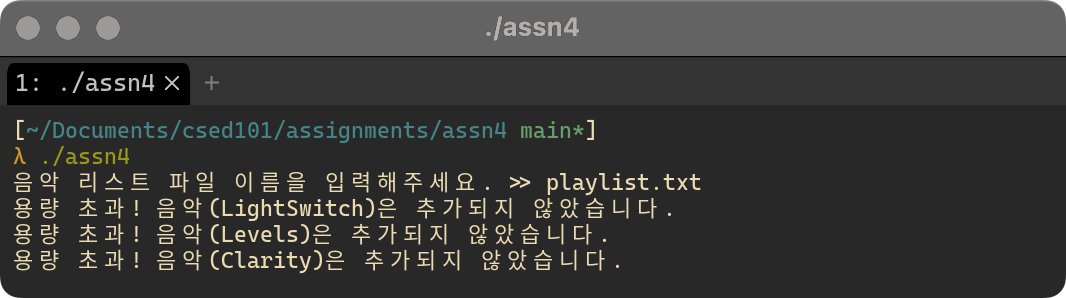 ./assn4
1: ./assn4 × +
[~/Documents/csed101/assignments/assn4 main*]
λ ./assn4
음악 리스트 파일 이름을 입력해주세요. >> playlist.txt
용량 초과! 음악(LightSwitch)은 추가되지 않았습니다.
용량 초과! 음악(Levels)은 추가되지 않았습니다.
용량 초과! 음악(Clarity)은 추가되지 않았습니다.